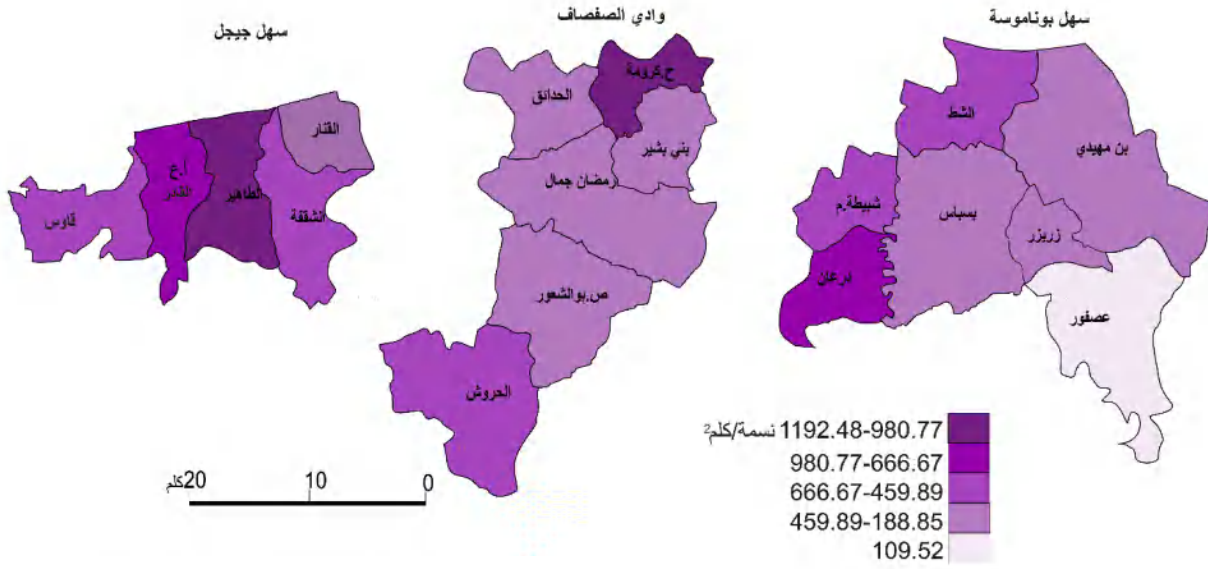 سهل بوناموسة
وادي الصفصاف
سهل جيجل
الشط
بن مهيدي
شبيطة.م
بسباس
زريزر
ذرعان
عصفور
ح.كرومة
الحدائق
بني بشير
رمضان جمال
ص.بوالشعور
الحروش
القنار
أ.ع
القدر
الطاهير
الشقفة
قاوس
1192.48-980.77 نسمة/كلم²
980.77-666.67
666.67-459.89
459.89-188.85
109.52
20كلم 10 0